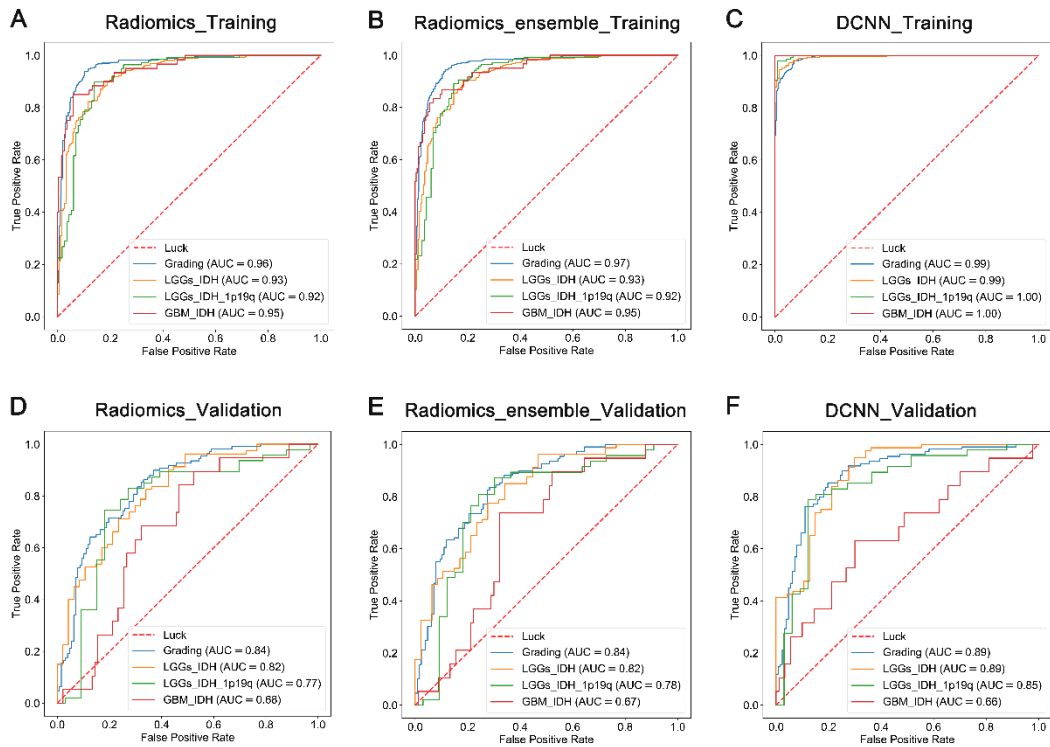 A
Radiomics_Training
True Positive Rate
1.0
0.8
0.6
0.4
0.2
0.0
Luck
Grading (AUC = 0.96)
LGGs_IDH (AUC = 0.93)
LGGs_IDH_1p19q (AUC = 0.92)
GBM_IDH (AUC = 0.95)
0.0 0.2 0.4 0.6 0.8 1.0
False Positive Rate
B
Radiomics_ensemble_Training
True Positive Rate
1.0
0.8
0.6
0.4
0.2
0.0
Luck
Grading (AUC = 0.97)
LGGs_IDH (AUC = 0.93)
LGGs_IDH_1p19q (AUC = 0.92)
GBM_IDH (AUC = 0.95)
0.0 0.2 0.4 0.6 0.8 1.0
False Positive Rate
C
DCNN_Training
True Positive Rate
1.0
0.8
0.6
0.4
0.2
0.0
Luck
Grading (AUC = 0.99)
LGGs_IDH (AUC = 0.99)
LGGs_IDH_1p19q (AUC = 1.00)
GBM_IDH (AUC = 1.00)
0.0 0.2 0.4 0.6 0.8 1.0
False Positive Rate
D
Radiomics_Validation
True Positive Rate
1.0
0.8
0.6
0.4
0.2
0.0
Luck
Grading (AUC = 0.84)
LGGs_IDH (AUC = 0.82)
LGGs_IDH_1p19q (AUC = 0.77)
GBM_IDH (AUC = 0.68)
0.0 0.2 0.4 0.6 0.8 1.0
False Positive Rate
E
Radiomics_ensemble_Validation
True Positive Rate
1.0
0.8
0.6
0.4
0.2
0.0
Luck
Grading (AUC = 0.84)
LGGs_IDH (AUC = 0.82)
LGGs_IDH_1p19q (AUC = 0.78)
GBM_IDH (AUC = 0.67)
0.0 0.2 0.4 0.6 0.8 1.0
False Positive Rate
F
DCNN_Validation
True Positive Rate
1.0
0.8
0.6
0.4
0.2
0.0
Luck
Grading (AUC = 0.89)
LGGs_IDH (AUC = 0.89)
LGGs_IDH_1p19q (AUC = 0.85)
GBM_IDH (AUC = 0.66)
0.0 0.2 0.4 0.6 0.8 1.0
False Positive Rate